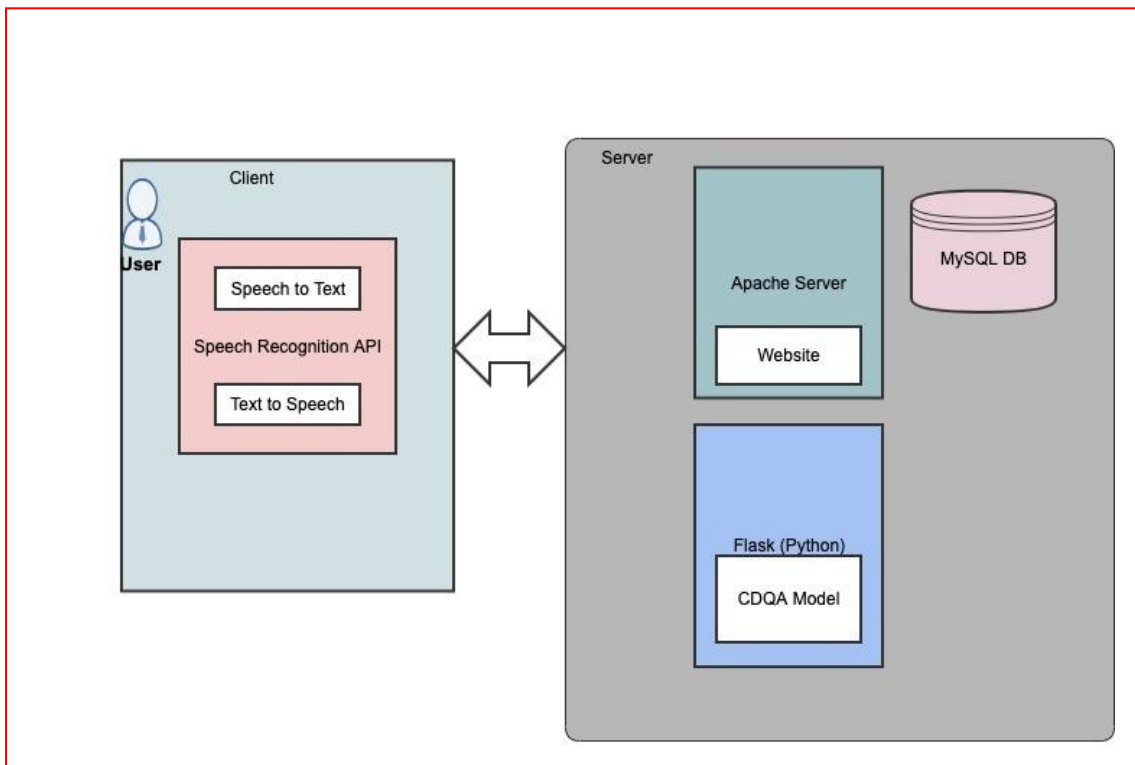 Client
User
Speech to Text
Speech Recognition API
Text to Speech
Server
Apache Server
Website
MySQL DB
Flask (Python)
CDQA Model